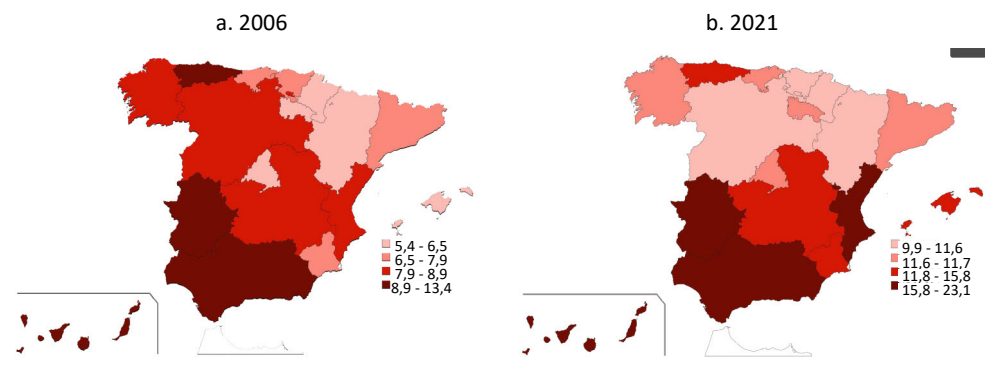 a. 2006
b. 2021
5,4 - 6,5
6,5 - 7,9
7,9 - 8,9
8,9 - 13,4
9,9 - 11,6
11,6 - 11,7
11,8 - 15,8
15,8 - 23,1